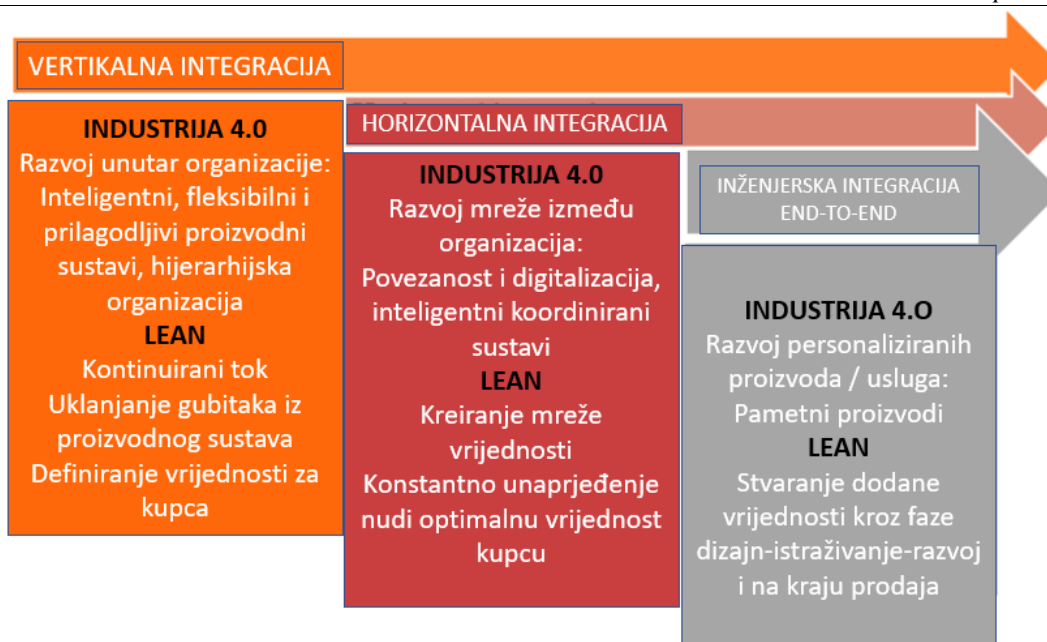 VERTIKALNA INTEGRACIJA
INDUSTRIJA 4.0
Razvoj unutar organizacije:
Inteligentni, fleksibilni i
prilagodljivi proizvodni
sustavi, hijerarhijska
organizacija
LEAN
Kontinuirani tok
Uklanjanje gubitaka iz
proizvodnog sustava
Definiranje vrijednosti za
kupca
HORIZONTALNA INTEGRACIJA
INDUSTRIJA 4.0
Razvoj mreže između
organizacija:
Povezanost i digitalizacija,
inteligentni koordinirani
sustavi
LEAN
Kreiranje mreže
vrijednosti
Konstantno unaprjeđenje
nudi optimalnu vrijednost
kupcu
INŽENJERSKA INTEGRACIJA
END-TO-END
INDUSTRIJA 4.O
Razvoj personaliziranih
proizvoda / usluga:
Pametni proizvodi
LEAN
Stvaranje dodane
vrijednosti kroz faze
dizajn-istraživanje-razvoj
i na kraju prodaja